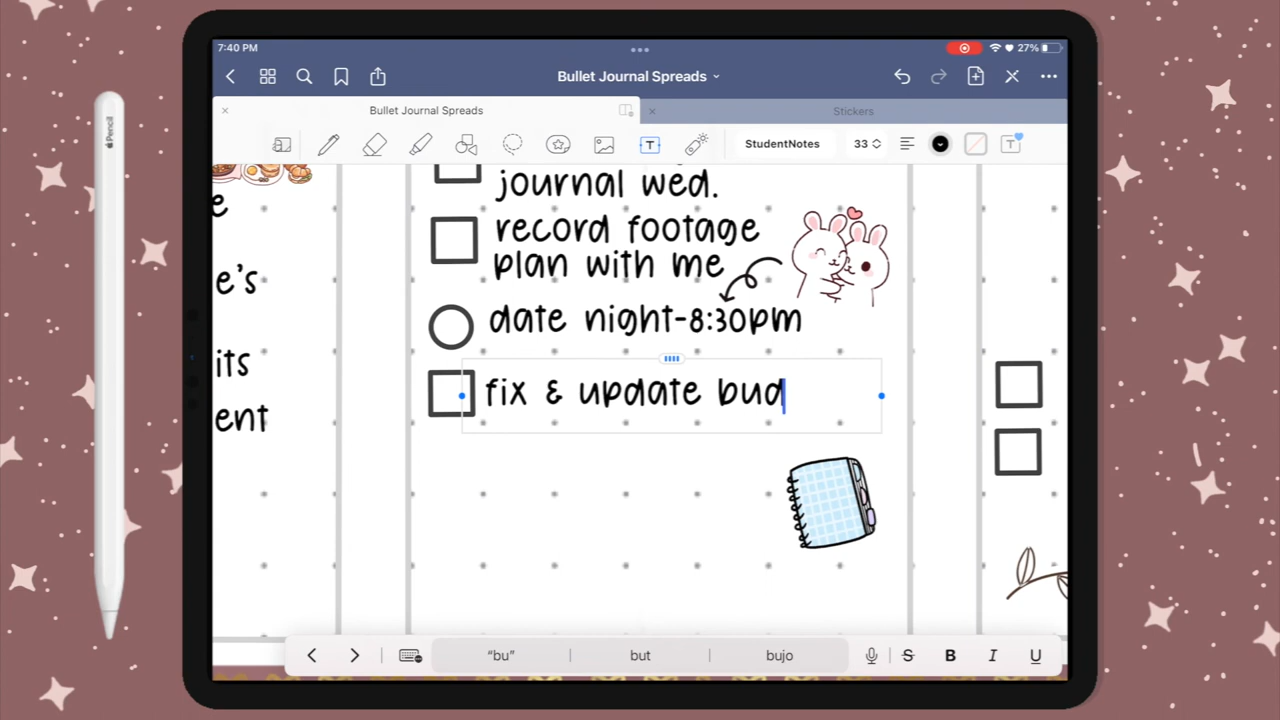 7:40 PM
27%
Bullet Journal Spreads
Bullet Journal Spreads
Stickers
StudentNotes
33
journal wed.
record footage
plan with me
date night-8:30pm
fix & update bud
e
e's
its
ent
Pencil
"bu"
but
bujo
S
B
I
U